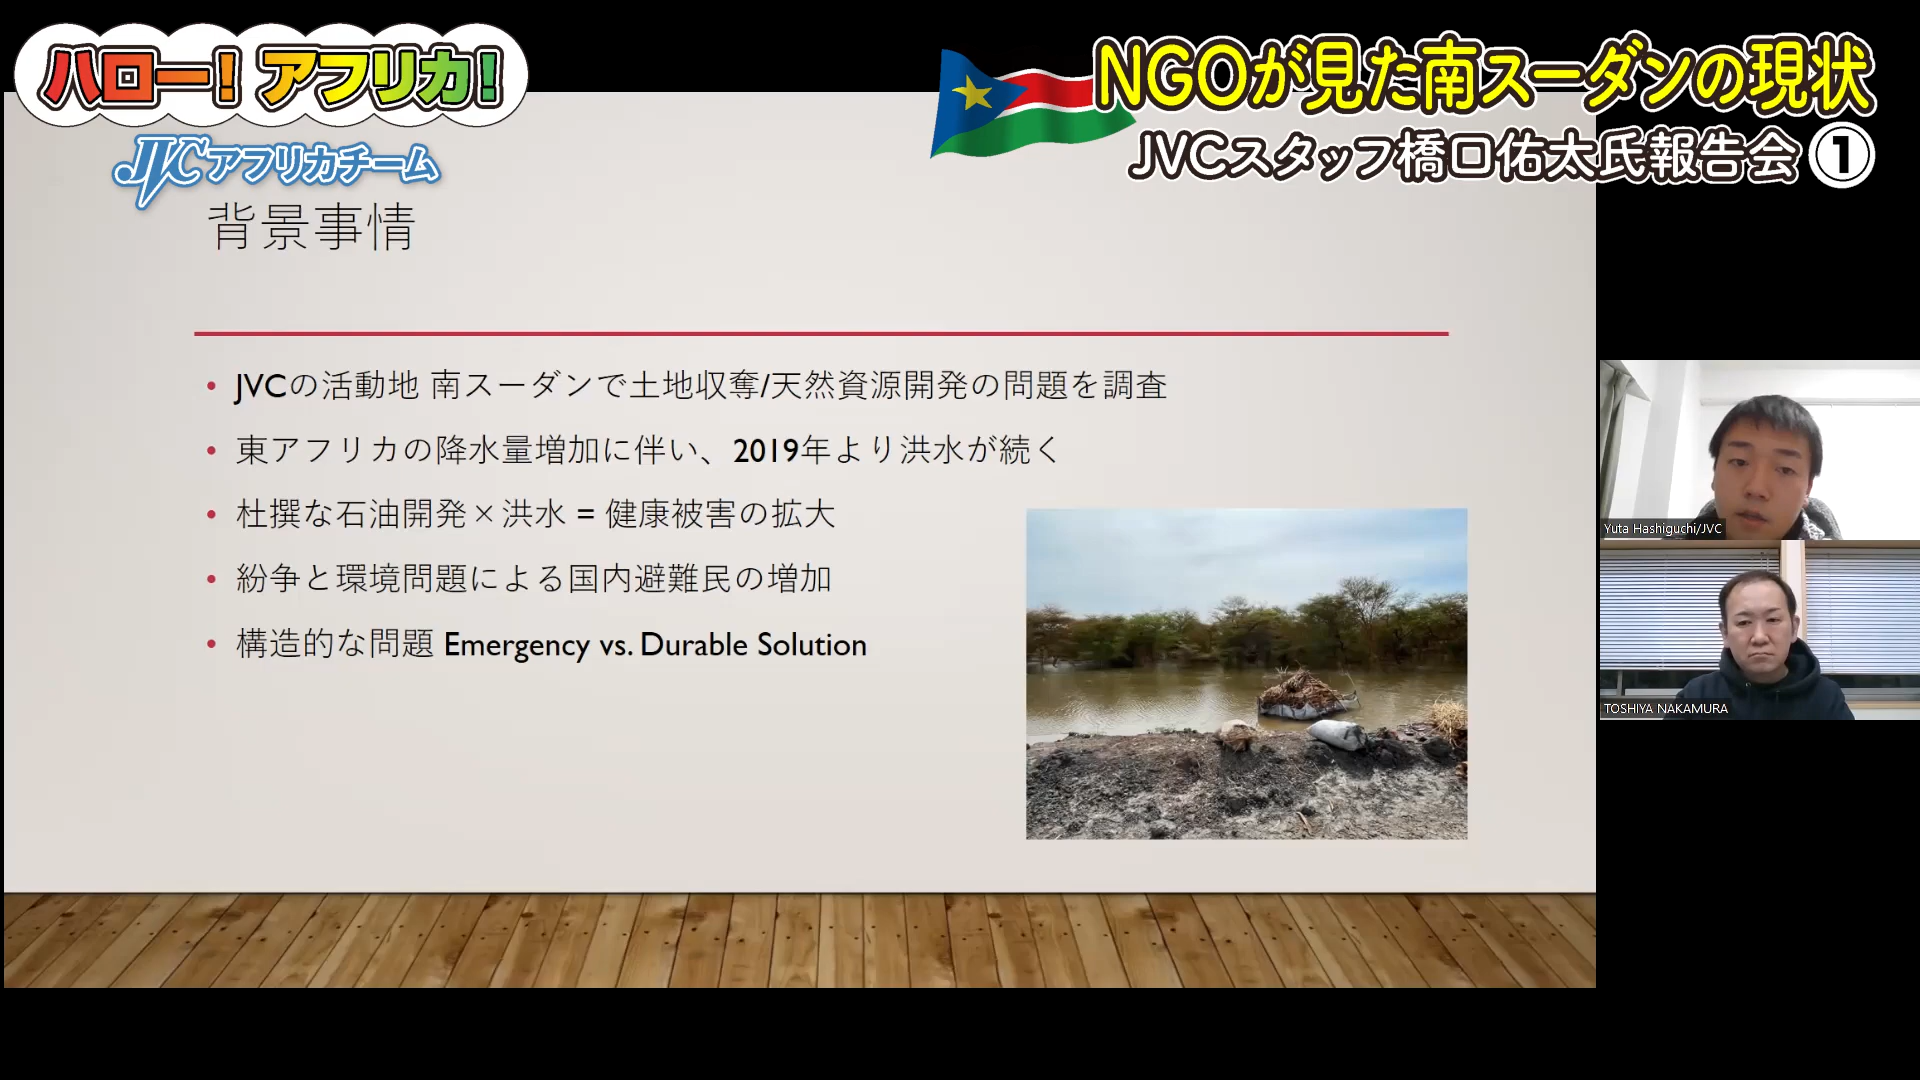 ハロー！アフリカ！
JVCアフリカチーム
NGOが見た南スーダンの現状
JVCスタッフ橋口佑太氏報告会①
背景事情
• JVCの活動地 南スーダンで土地収奪/天然資源開発の問題を調査
• 東アフリカの降水量増加に伴い、2019年より洪水が続く
• 杜撰な石油開発×洪水 = 健康被害の拡大
• 紛争と環境問題による国内避難民の増加
• 構造的な問題 Emergency vs. Durable Solution
Yuta Hashiguchi/JVC
TOSHIYA NAKAMURA